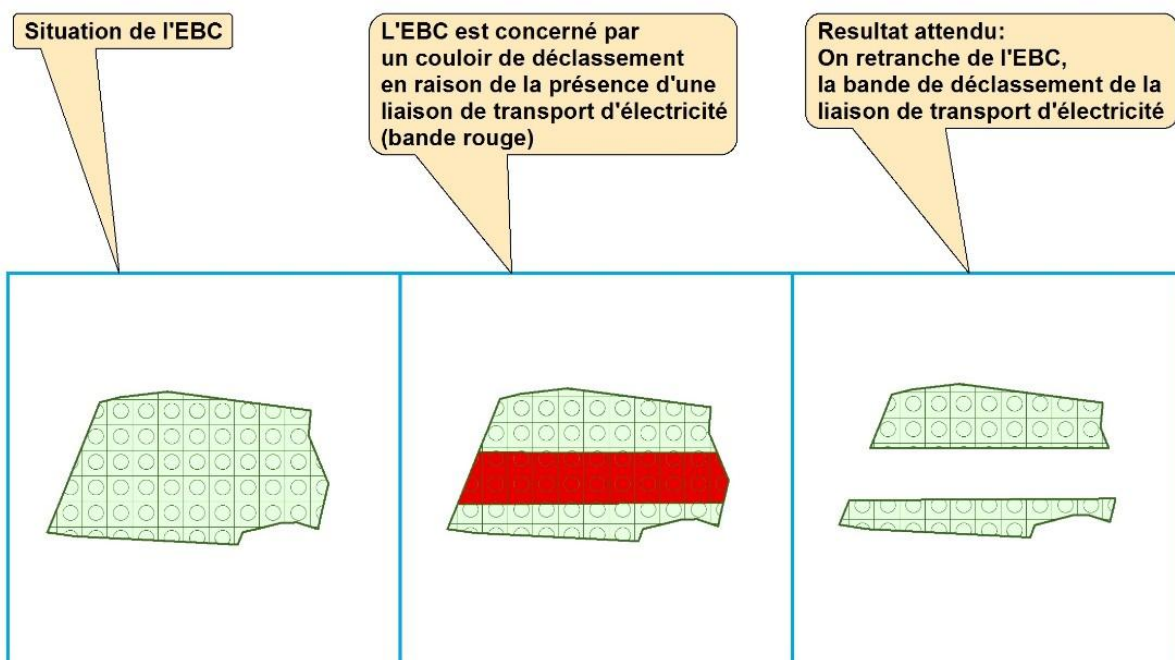 Situation de l'EBC
L'EBC est concerné par
un couloir de déclassement
en raison de la présence d'une
liaison de transport d'électricité
(bande rouge)
Resultat attendu:
On retranche de l'EBC,
la bande de déclassement de la
liaison de transport d'électricité